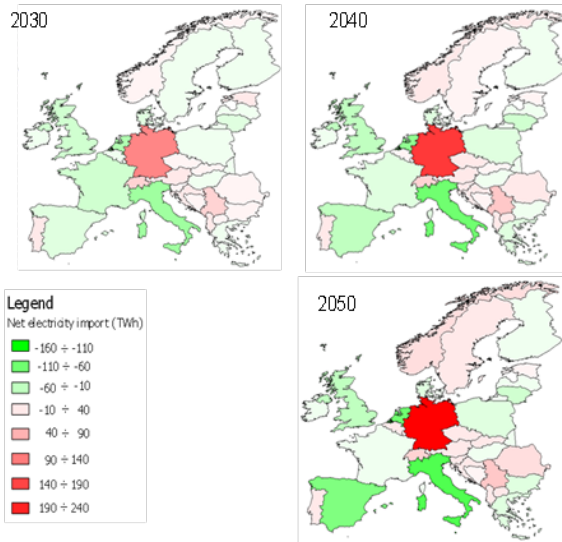 2030
2040
2050
Legend
Net electricity import (TWh)
-160 ÷ -110
-110 ÷ -60
-60 ÷ -10
-10 ÷ 40
40 ÷ 90
90 ÷ 140
140 ÷ 190
190 ÷ 240